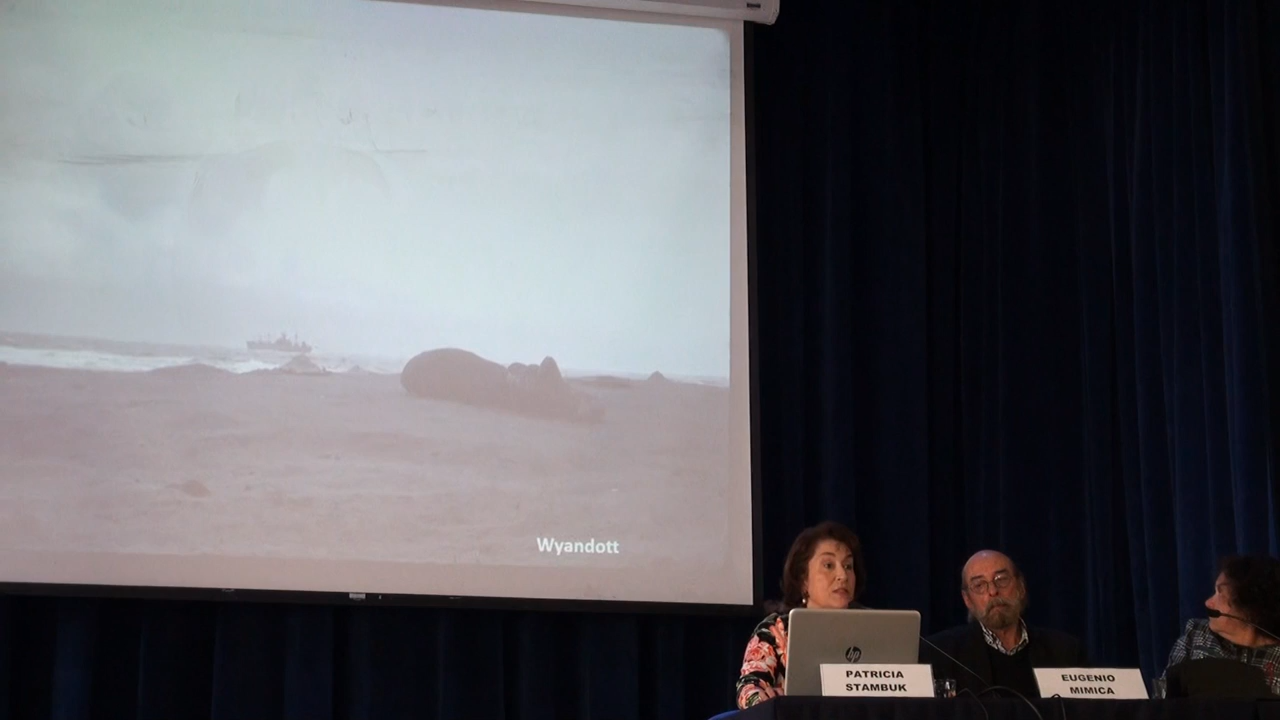 Wyandott
hp
PATRICIA
STAMBUK
EUGENIO
MIMICA